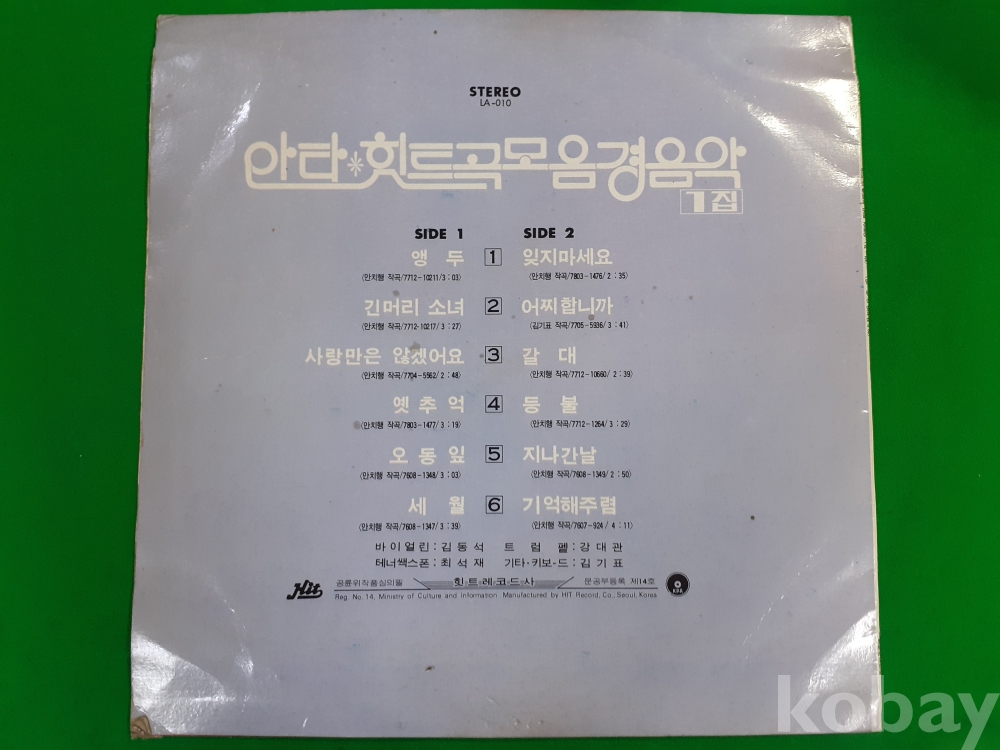 STEREO
LA-010
안타*힛트곡모음경음악
1집
SIDE 1 SIDE 2
앵 두 1 잊지마세요
(안치행 작곡/7712-10211/3:03) (안치행 작곡/7803-1476/2:35)
긴머리 소녀 2 어찌합니까
(안치행 작곡/7712-10217/3:27) (김기표 작곡/7705-5936/3:41)
사랑만은 않겠어요 3 갈 대
(안치행 작곡/7704-5562/2:48) (안치행 작곡/7712-10660/2:39)
옛추억 4 등 불
(안치행 작곡/7803-1477/3:19) (안치행 작곡/7712-1264/3:29)
오동잎 5 지나간날
(안치행 작곡/7608-1348/3:03) (안치행 작곡/7608-1349/2:50)
세 월 6 기억해주렴
(안치행 작곡/7608-1347/3:39) (안치행 작곡/7607-924/4:11)
바이얼린:김동석 트럼펠:강대관
테너쌕스폰:최석재 기타·키보-드:김기표
Hit 공륜위작품심의필 힛트레코드사 문공부등록 제14호 KRA
Reg. No. 14, Ministry of Culture and Information Manufactured by HIT Record, Co., Seoul, Korea
kobay